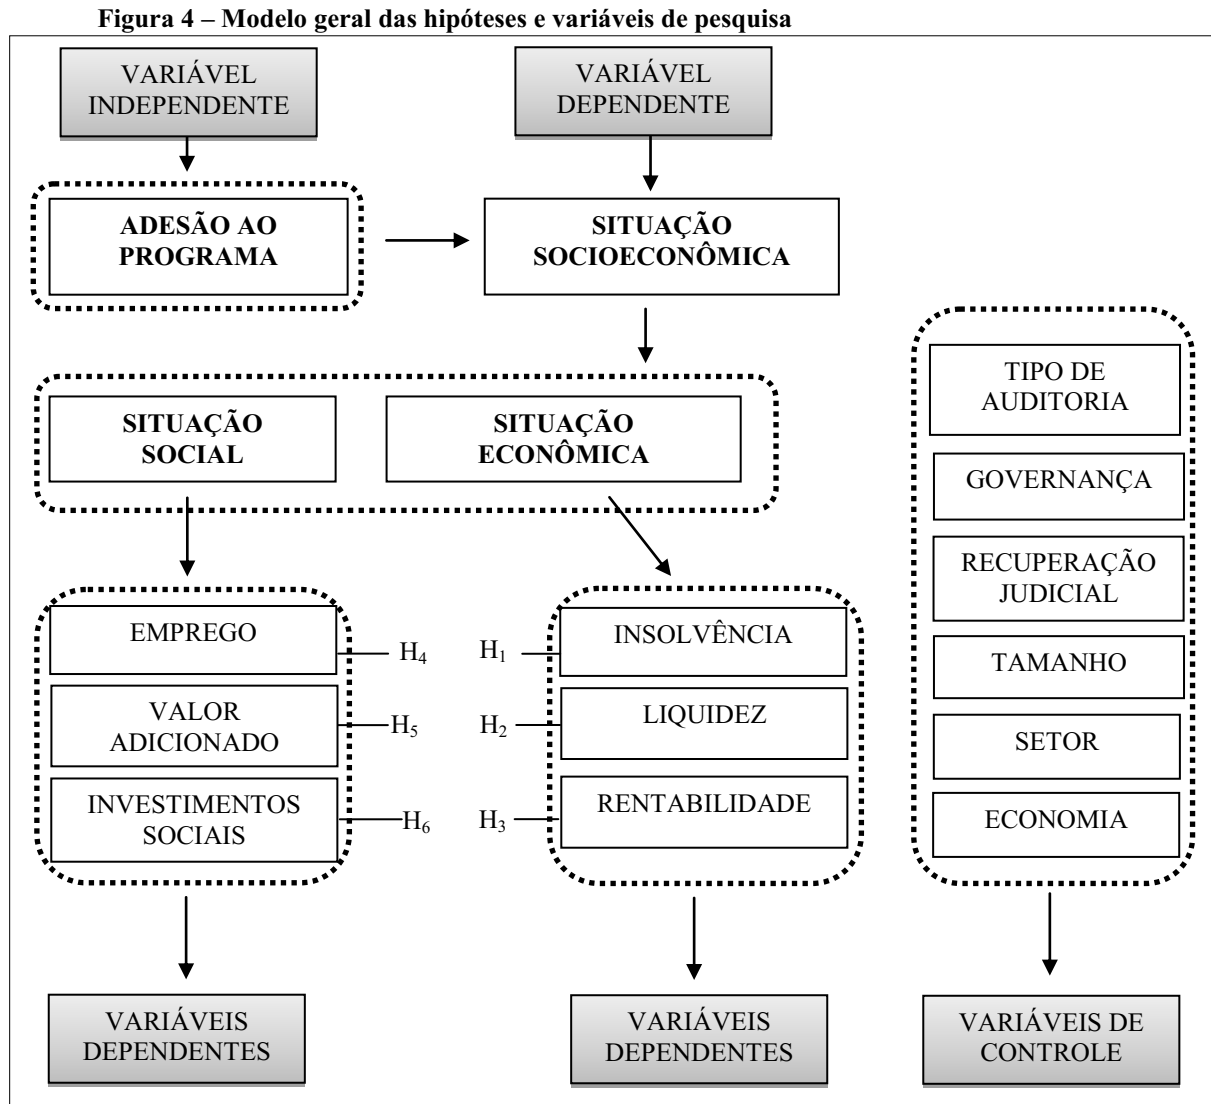 Figura 4 – Modelo geral das hipóteses e variáveis de pesquisa
VARIÁVEL
INDEPENDENTE
VARIÁVEL
DEPENDENTE
ADESÃO AO
PROGRAMA
SITUAÇÃO
SOCIOECONÔMICA
SITUAÇÃO
SOCIAL
SITUAÇÃO
ECONÔMICA
EMPREGO
H4
VALOR
ADICIONADO
H5
INVESTIMENTOS
SOCIAIS
H6
H1
INSOLVÊNCIA
H2
LIQUIDEZ
H3
RENTABILIDADE
TIPO DE
AUDITORIA
GOVERNANÇA
RECUPERAÇÃO
JUDICIAL
TAMANHO
SETOR
ECONOMIA
VARIÁVEIS
DEPENDENTES
VARIÁVEIS
DEPENDENTES
VARIÁVEIS DE
CONTROLE